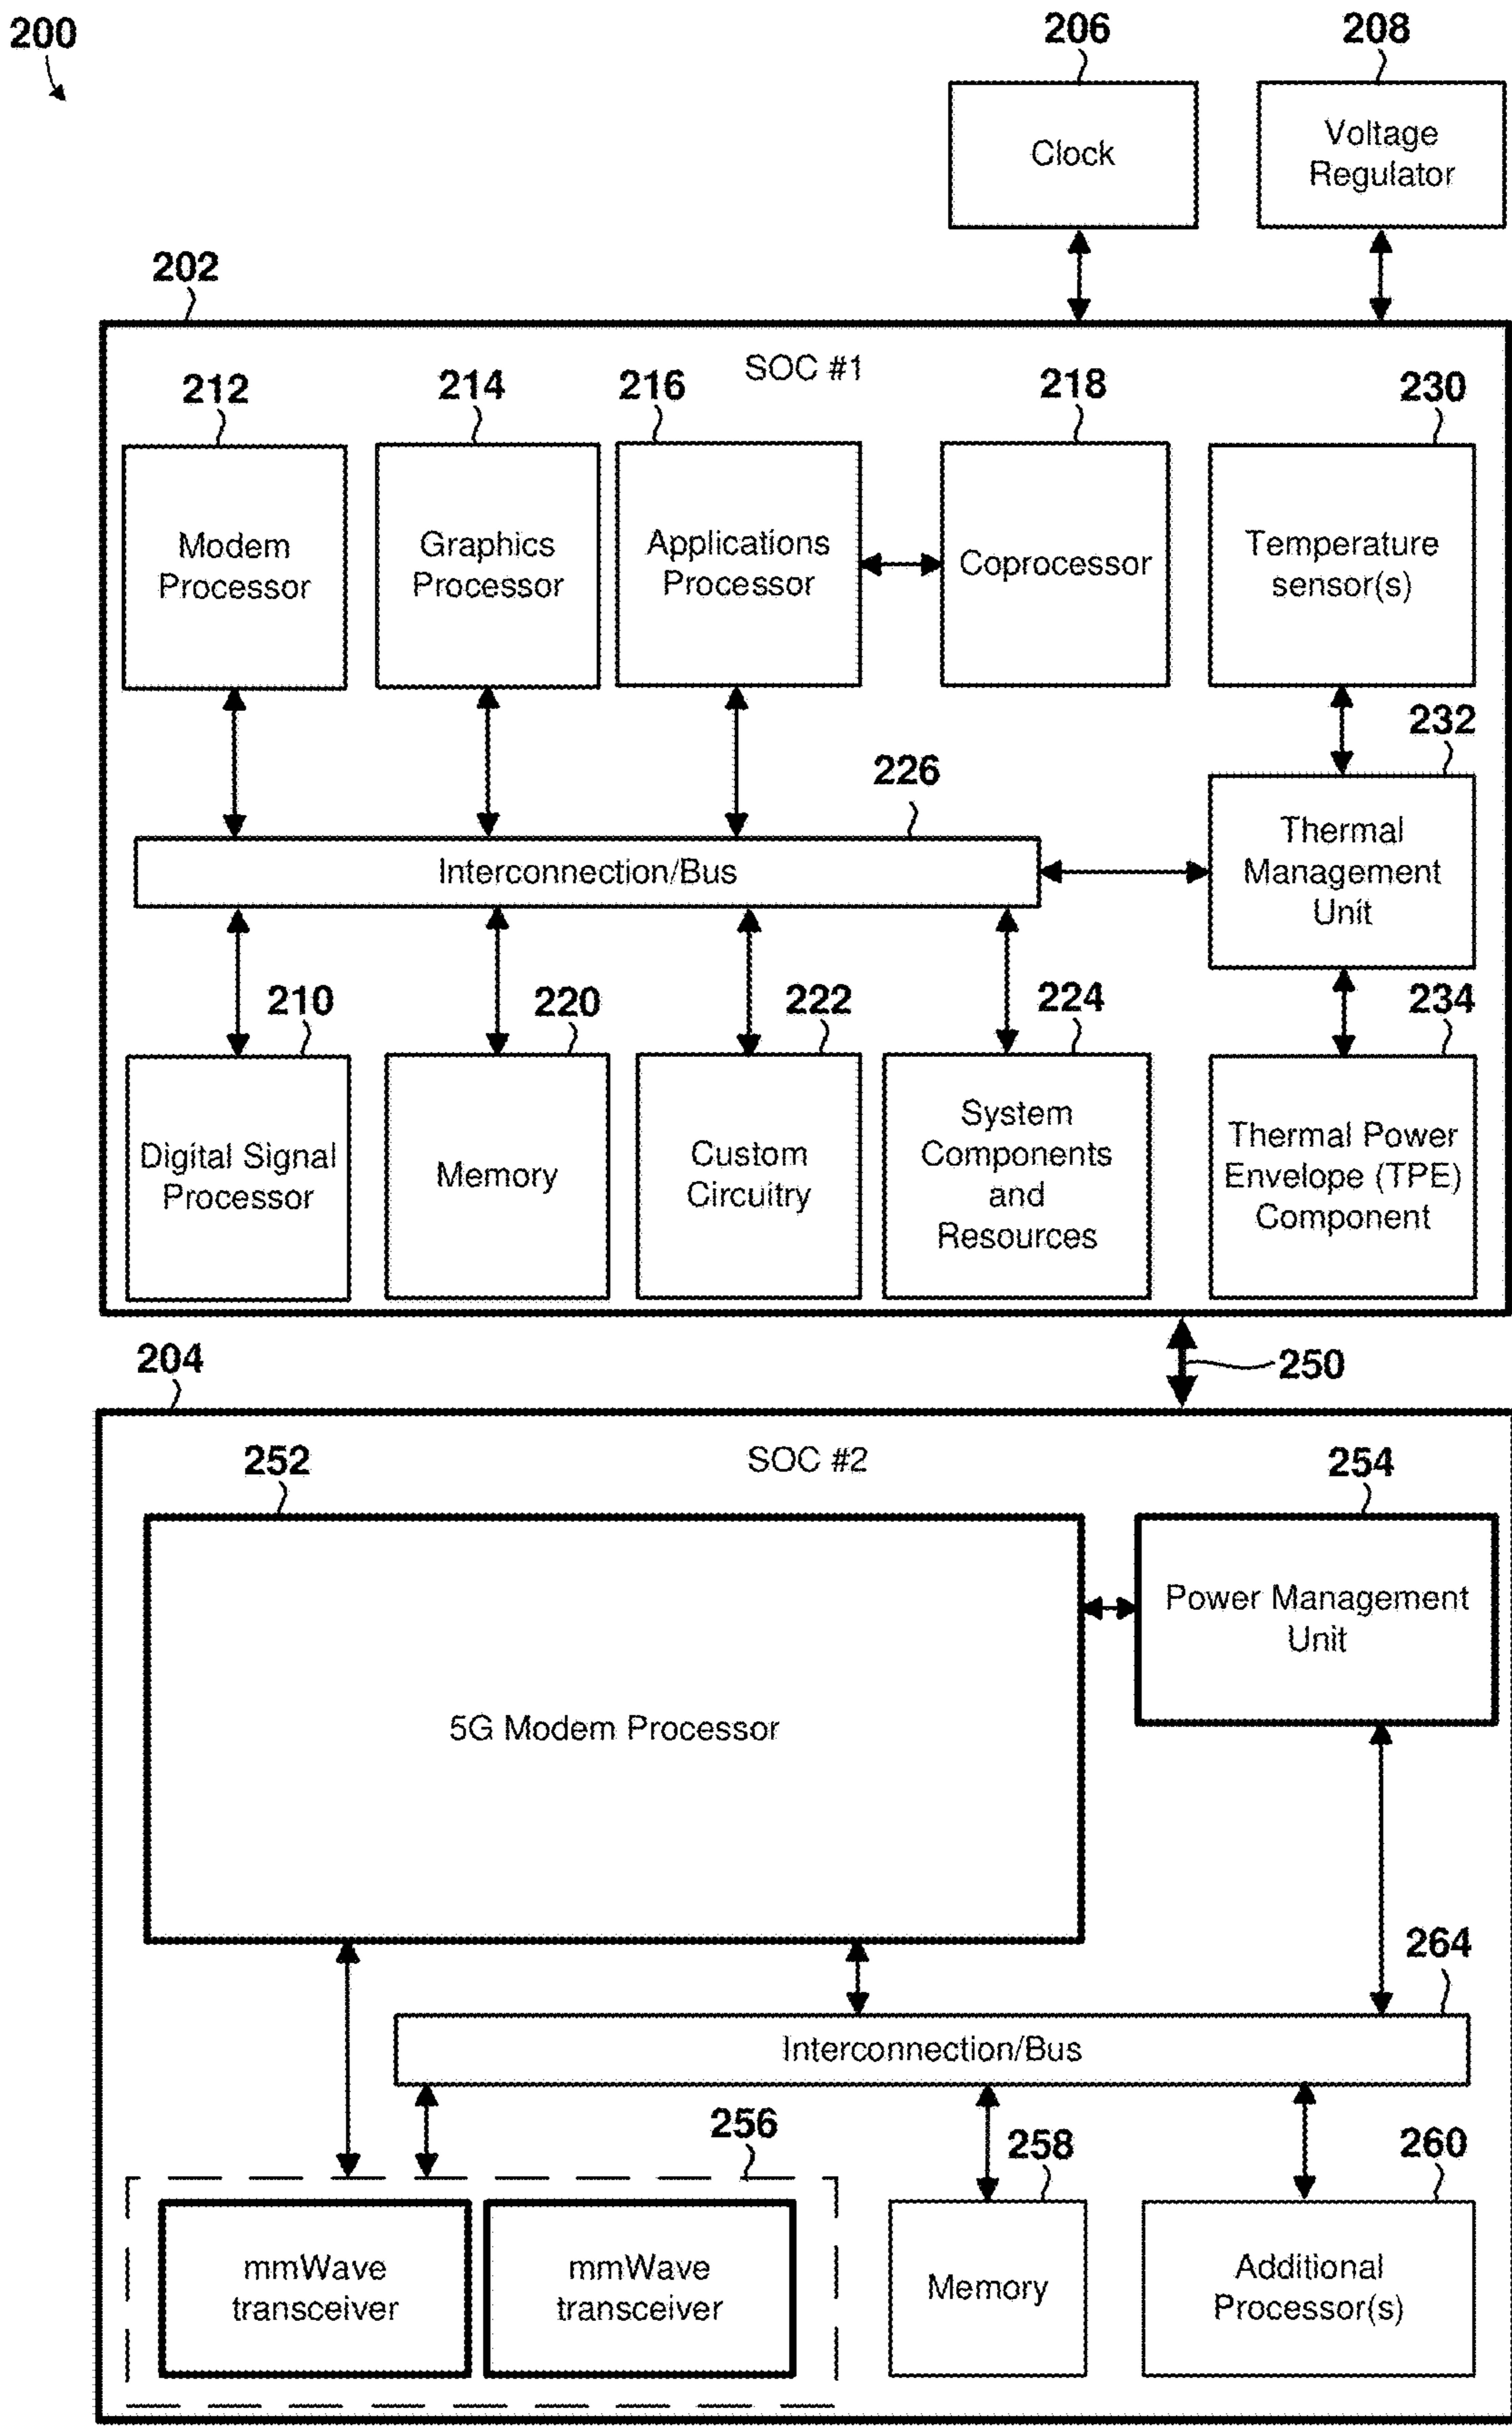 200
206
208
Clock
Voltage
Regulator
202
SOC #1
212
214
216
218
230
Modem
Processor
Graphics
Processor
Applications
Processor
Coprocessor
Temperature
sensor(s)
232
226
Interconnection/Bus
Thermal
Management
Unit
210
220
222
224
234
Digital Signal
Processor
Memory
Custom
Circuitry
System
Components
and
Resources
Thermal Power
Envelope (TPE)
Component
250
204
SOC #2
252
254
5G Modem Processor
Power Management
Unit
264
Interconnection/Bus
256
258
260
mmWave
transceiver
mmWave
transceiver
Memory
Additional
Processor(s)